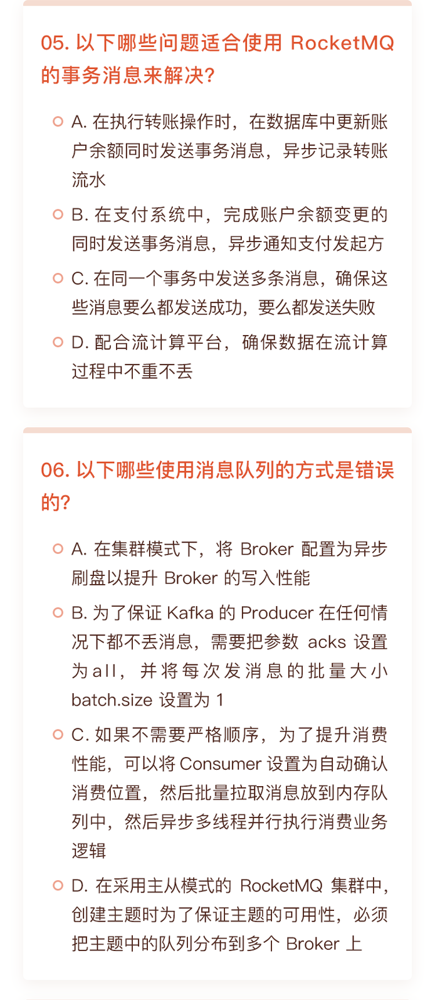 05. 以下哪些问题适合使用 RocketMQ
的事务消息来解决?
A. 在执行转账操作时，在数据库中更新账
户余额同时发送事务消息，异步记录转账
流水
B. 在支付系统中，完成账户余额变更的
同时发送事务消息，异步通知支付发起方
C. 在同一个事务中发送多条消息，确保这
些消息要么都发送成功，要么都发送失败
D. 配合流计算平台，确保数据在流计算
过程中不重不丢
06. 以下哪些使用消息队列的方式是错误
的?
A. 在集群模式下，将 Broker 配置为异步
刷盘以提升 Broker 的写入性能
B. 为了保证 Kafka 的 Producer 在任何情
况下都不丢消息，需要把参数 acks 设置
为all，并将每次发消息的批量大小
batch.size 设置为 1
C. 如果不需要严格顺序，为了提升消费
性能，可以将 Consumer 设置为自动确认
消费位置，然后批量拉取消息放到内存队
列中，然后异步多线程并行执行消费业务
逻辑
D. 在采用主从模式的 RocketMQ 集群中，
创建主题时为了保证主题的可用性，必须
把主题中的队列分布到多个 Broker 上